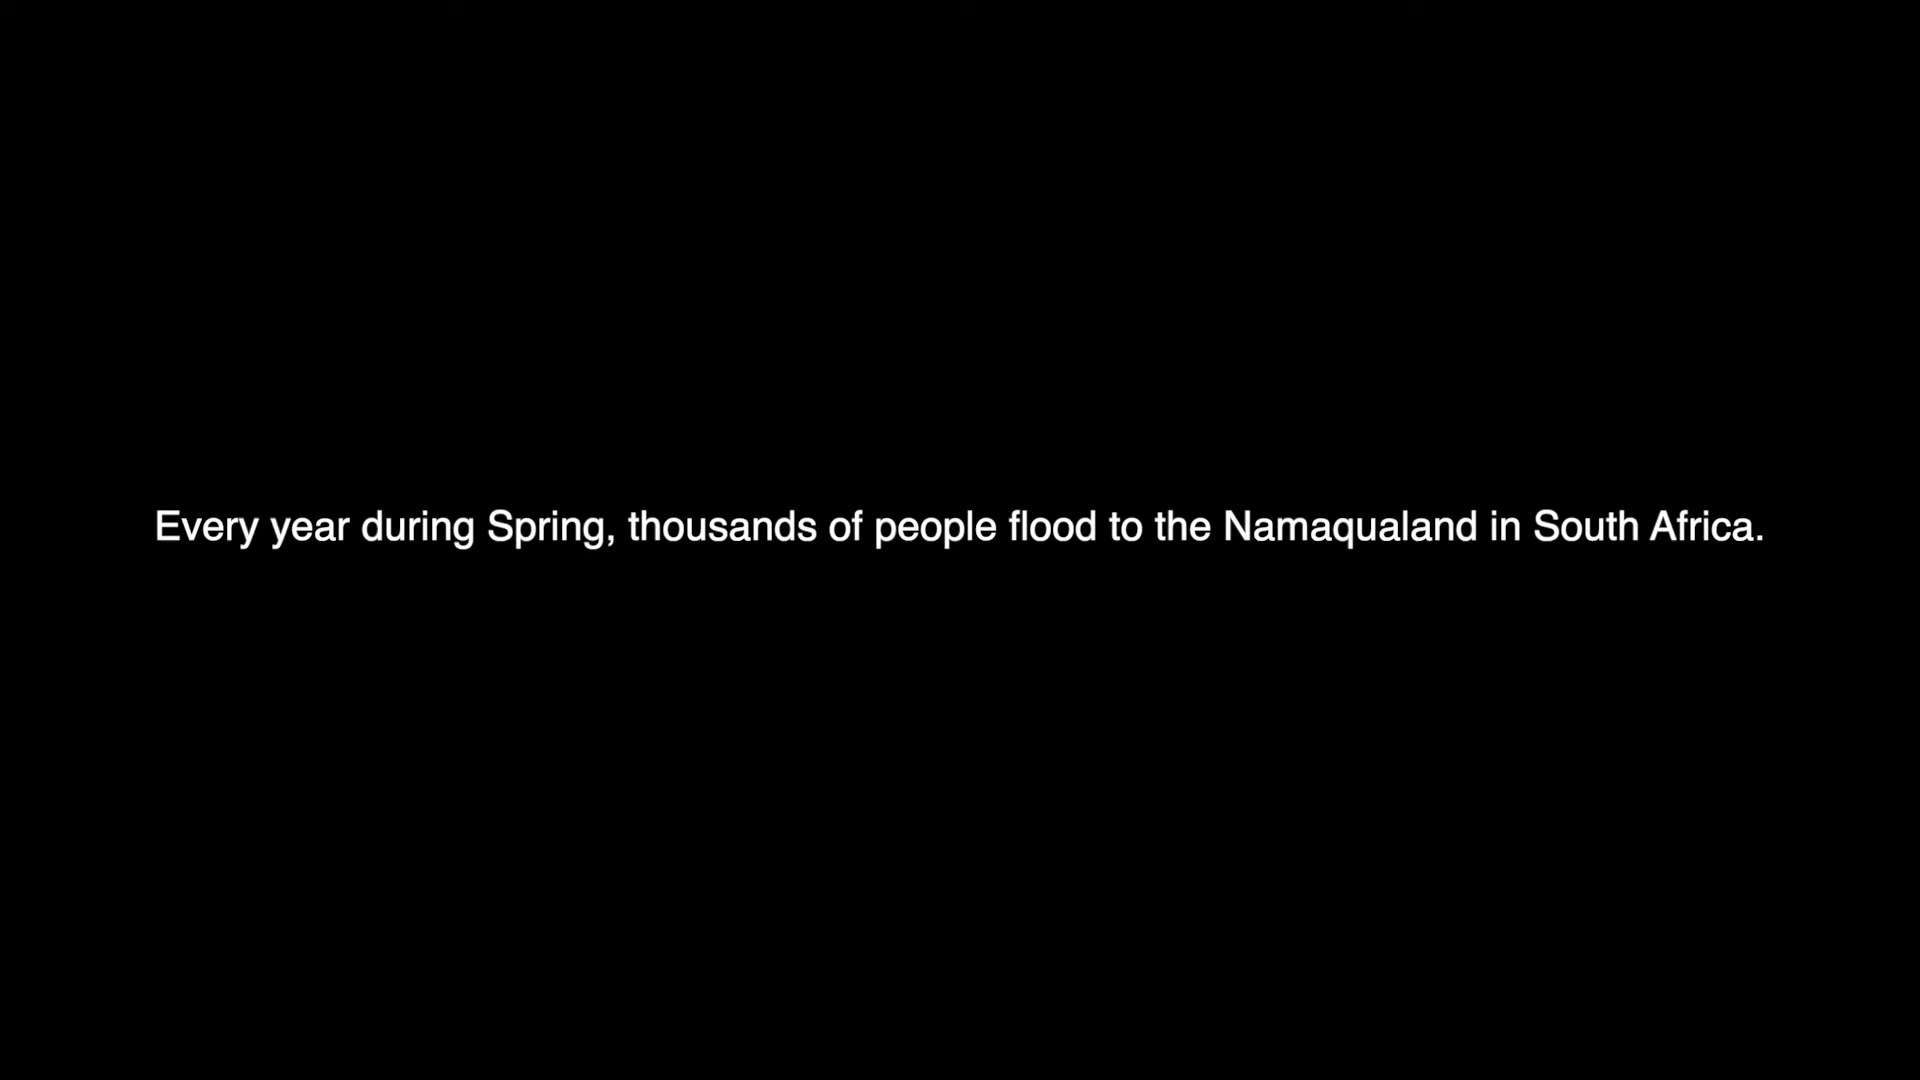 Every year during Spring, thousands of people flood to the Namaqualand in South Africa.